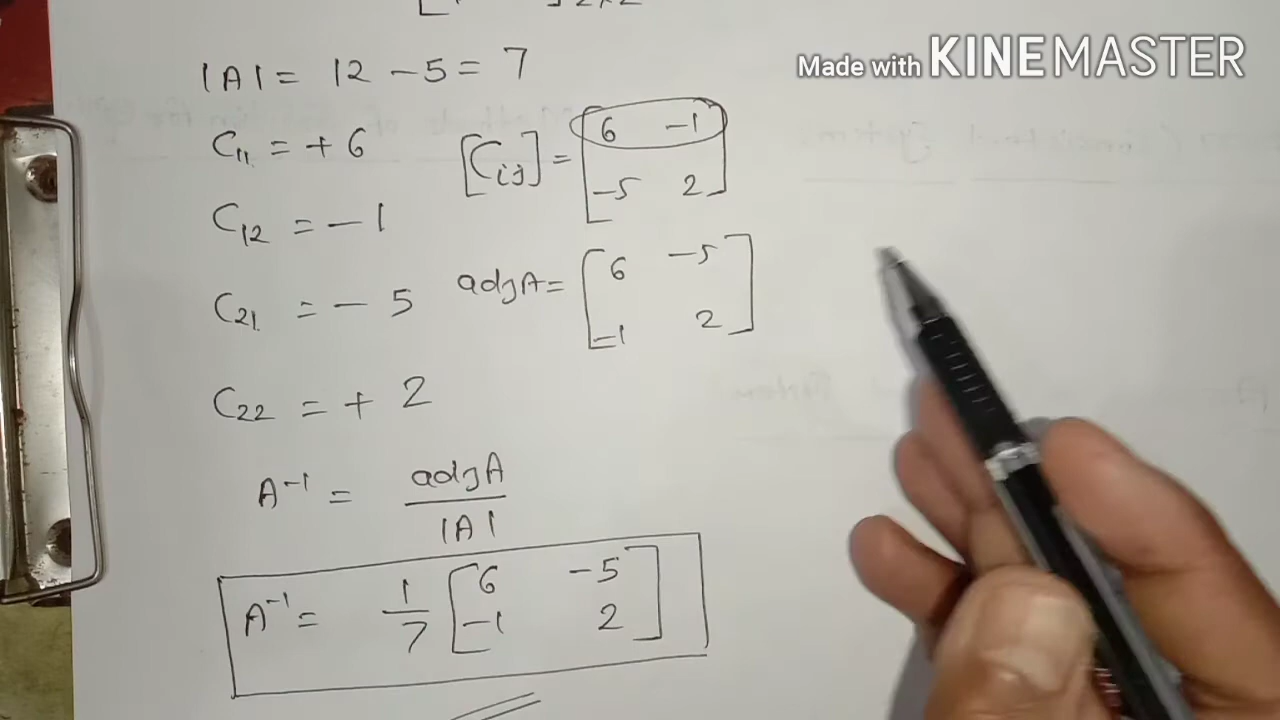 Made with KINEMASTER
|A| = 12 - 5 = 7
C₁₁ = + 6
[Cij] = [6 -1
-5 2]
C₁₂ = - 1
adjA = [6 -5
-1 2]
C₂₁ = - 5
C₂₂ = + 2
A⁻¹ = adjA / |A|
A⁻¹ = 1/7 [6 -5
-1 2]